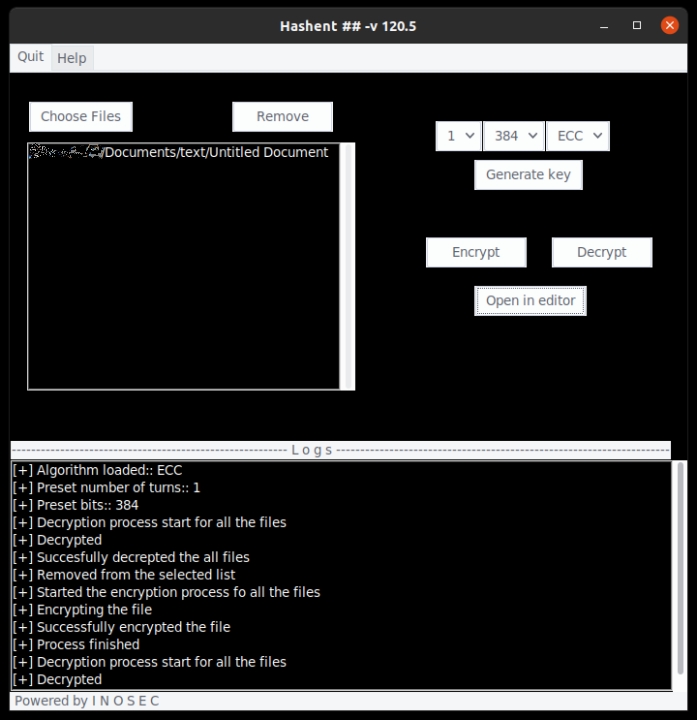 Hashent ## -v 120.5
Quit Help
Choose Files Remove
/Documents/text/Untitled Document
1 384 ECC
Generate key
Encrypt Decrypt
Open in editor
Logs
[+] Algorithm loaded:: ECC
[+] Preset number of turns:: 1
[+] Preset bits:: 384
[+] Decryption process start for all the files
[+] Decrypted
[+] Succesfully decrepted the all files
[+] Removed from the selected list
[+] Started the encryption process fo all the files
[+] Encrypting the file
[+] Successfully encrypted the file
[+] Process finished
[+] Decryption process start for all the files
[+] Decrypted
Powered by I N O S E C